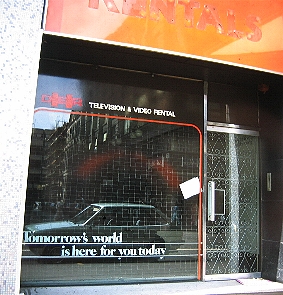 RENTALS
TELEVISION & VIDEO RENTAL
Tomorrow's world
is here for you today